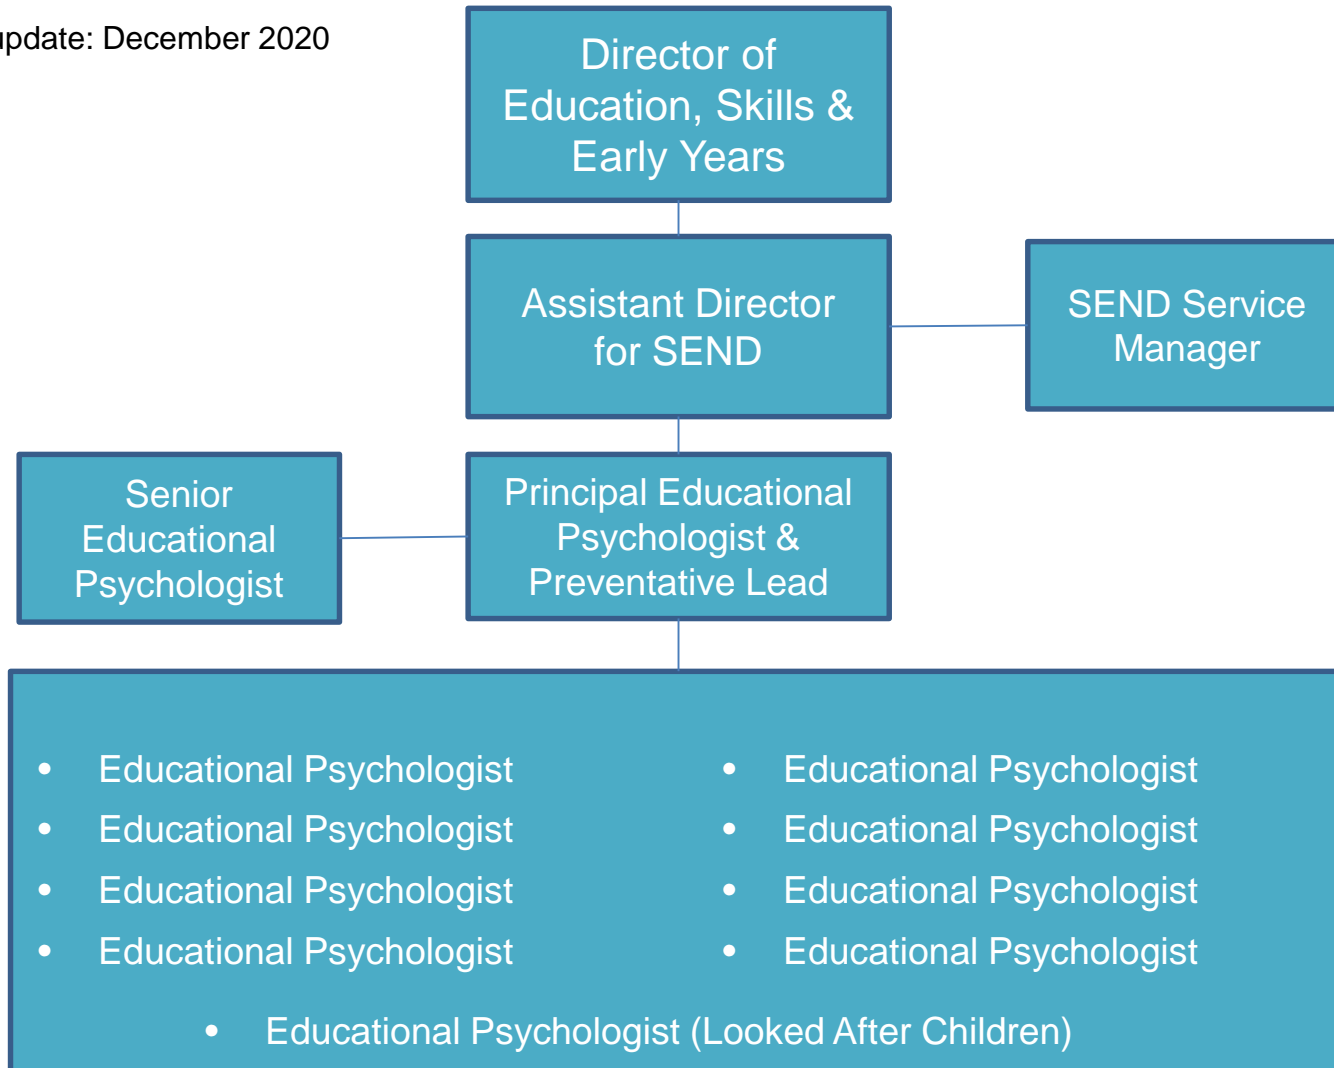 update: December 2020
Director of
Education, Skills &
Early Years
Assistant Director
for SEND
SEND Service
Manager
Senior
Educational
Psychologist
Principal Educational
Psychologist &
Preventative Lead
• Educational Psychologist
• Educational Psychologist
• Educational Psychologist
• Educational Psychologist
• Educational Psychologist
• Educational Psychologist
• Educational Psychologist
• Educational Psychologist
• Educational Psychologist (Looked After Children)